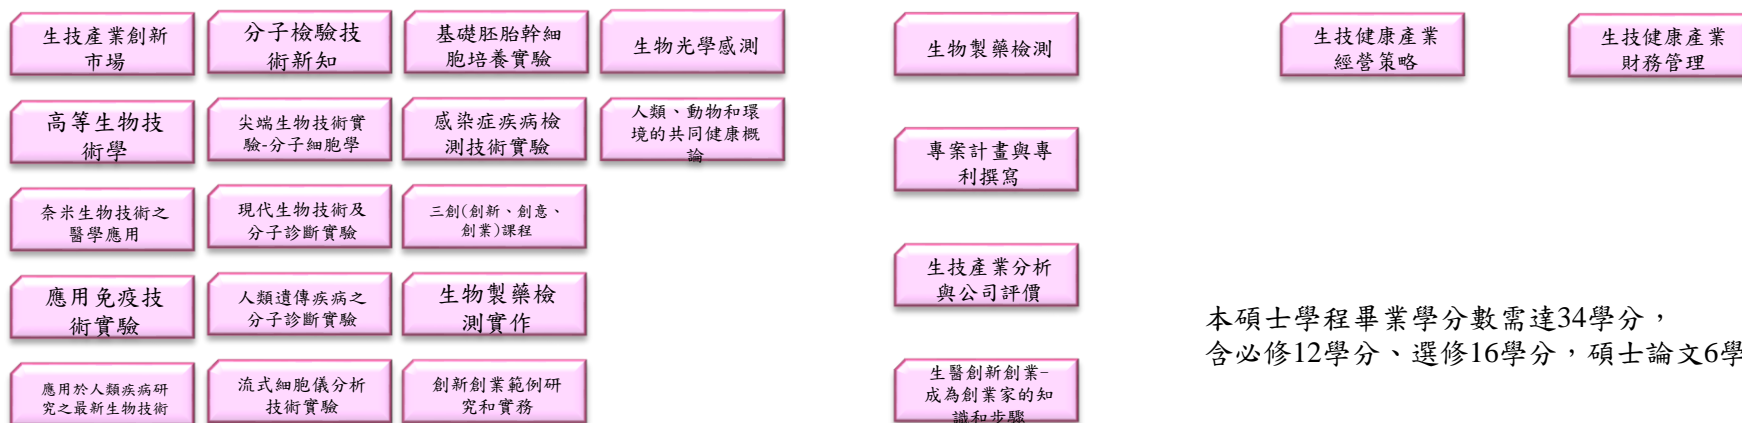 生技產業創新
市場
分子檢驗技
術新知
基礎胚胎幹細
胞培養實驗
生物光學感測
生物製藥檢測
生技健康產業
經營策略
生技健康產業
財務管理
高等生物技
術學
尖端生物技術實
驗-分子細胞學
感染症疾病檢
測技術實驗
人類、動物和環
境的共同健康概
論
專案計畫與專
利撰寫
奈米生物技術之
醫學應用
現代生物技術及
分子診斷實驗
三創(創新、創意、
創業)課程
生技產業分析
與公司評價
應用免疫技
術實驗
人類遺傳疾病之
分子診斷實驗
生物製藥檢
測實作
本碩士學程畢業學分數需達34學分，
含必修12學分、選修16學分，碩士論文6學
應用於人類疾病研
究之最新生物技術
流式細胞儀分析
技術實驗
創新創業範例研
究和實務
生醫創新創業-
成為創業家的知
識和步驟